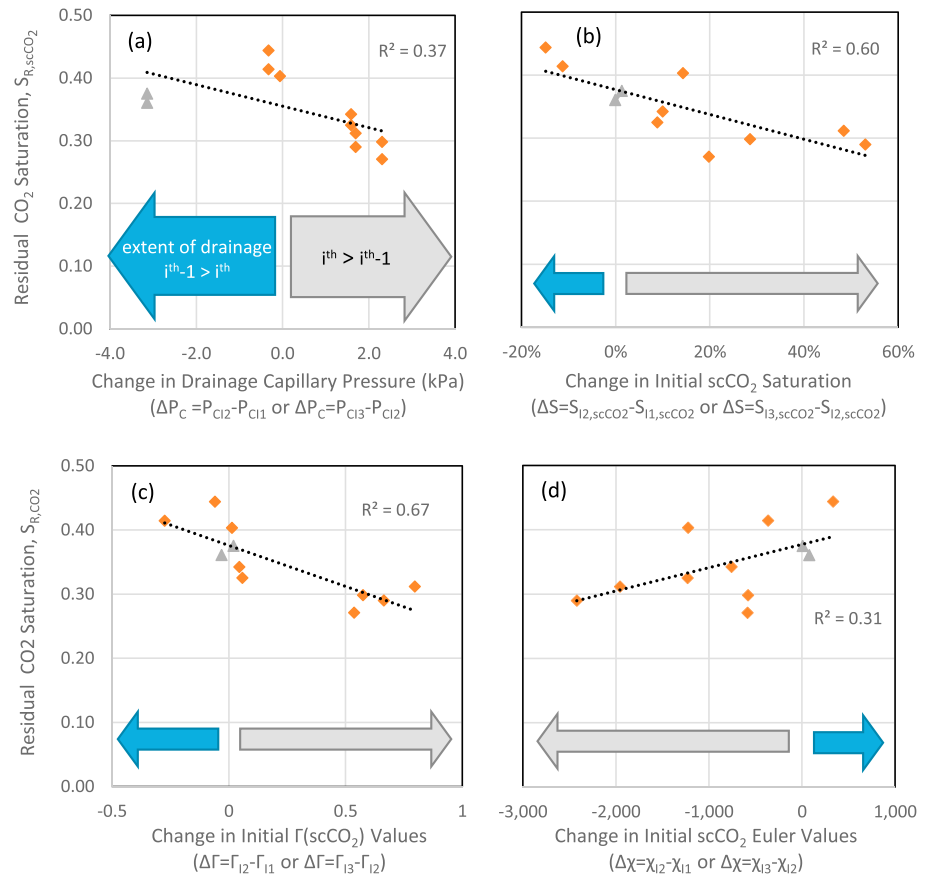 (a)
R² = 0.37
0.50
0.40
0.30
0.20
0.10
0.00
Residual CO₂ Saturation, S_R,scCO₂
extent of drainage
iᵗʰ-1 > iᵗʰ
iᵗʰ > iᵗʰ-1
-4.0 -2.0 0.0 2.0 4.0
Change in Drainage Capillary Pressure (kPa)
(ΔP_C =P_CI2-P_CI1 or ΔP_C=P_CI3-P_CI2)
(b)
R² = 0.60
-20% 0% 20% 40% 60%
Change in Initial scCO₂ Saturation
(ΔS=S_I2,scCO2-S_I1,scCO2 or ΔS=S_I3,scCO2-S_I2,scCO2)
(c)
R² = 0.67
0.50
0.40
0.30
0.20
0.10
0.00
Residual CO2 Saturation, S_R,CO2
-0.5 0 0.5 1
Change in Initial Γ(scCO₂) Values
(ΔΓ=Γ_I2-Γ_I1 or ΔΓ=Γ_I3-Γ_I2)
(d)
R² = 0.31
-3,000 -2,000 -1,000 0 1,000
Change in Initial scCO₂ Euler Values
(Δχ=χ_I2-χ_I1 or Δχ=χ_I3-χ_I2)